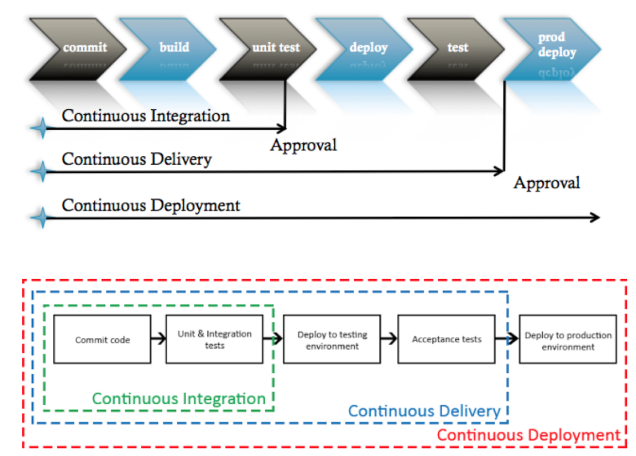 commit
build
unit test
deploy
test
prod
deploy
Continuous Integration
Approval
Continuous Delivery
Approval
Continuous Deployment
Commit code
Unit & Integration
tests
Deploy to testing
environment
Acceptance tests
Deploy to production
environment
Continuous Integration
Continuous Delivery
Continuous Deployment